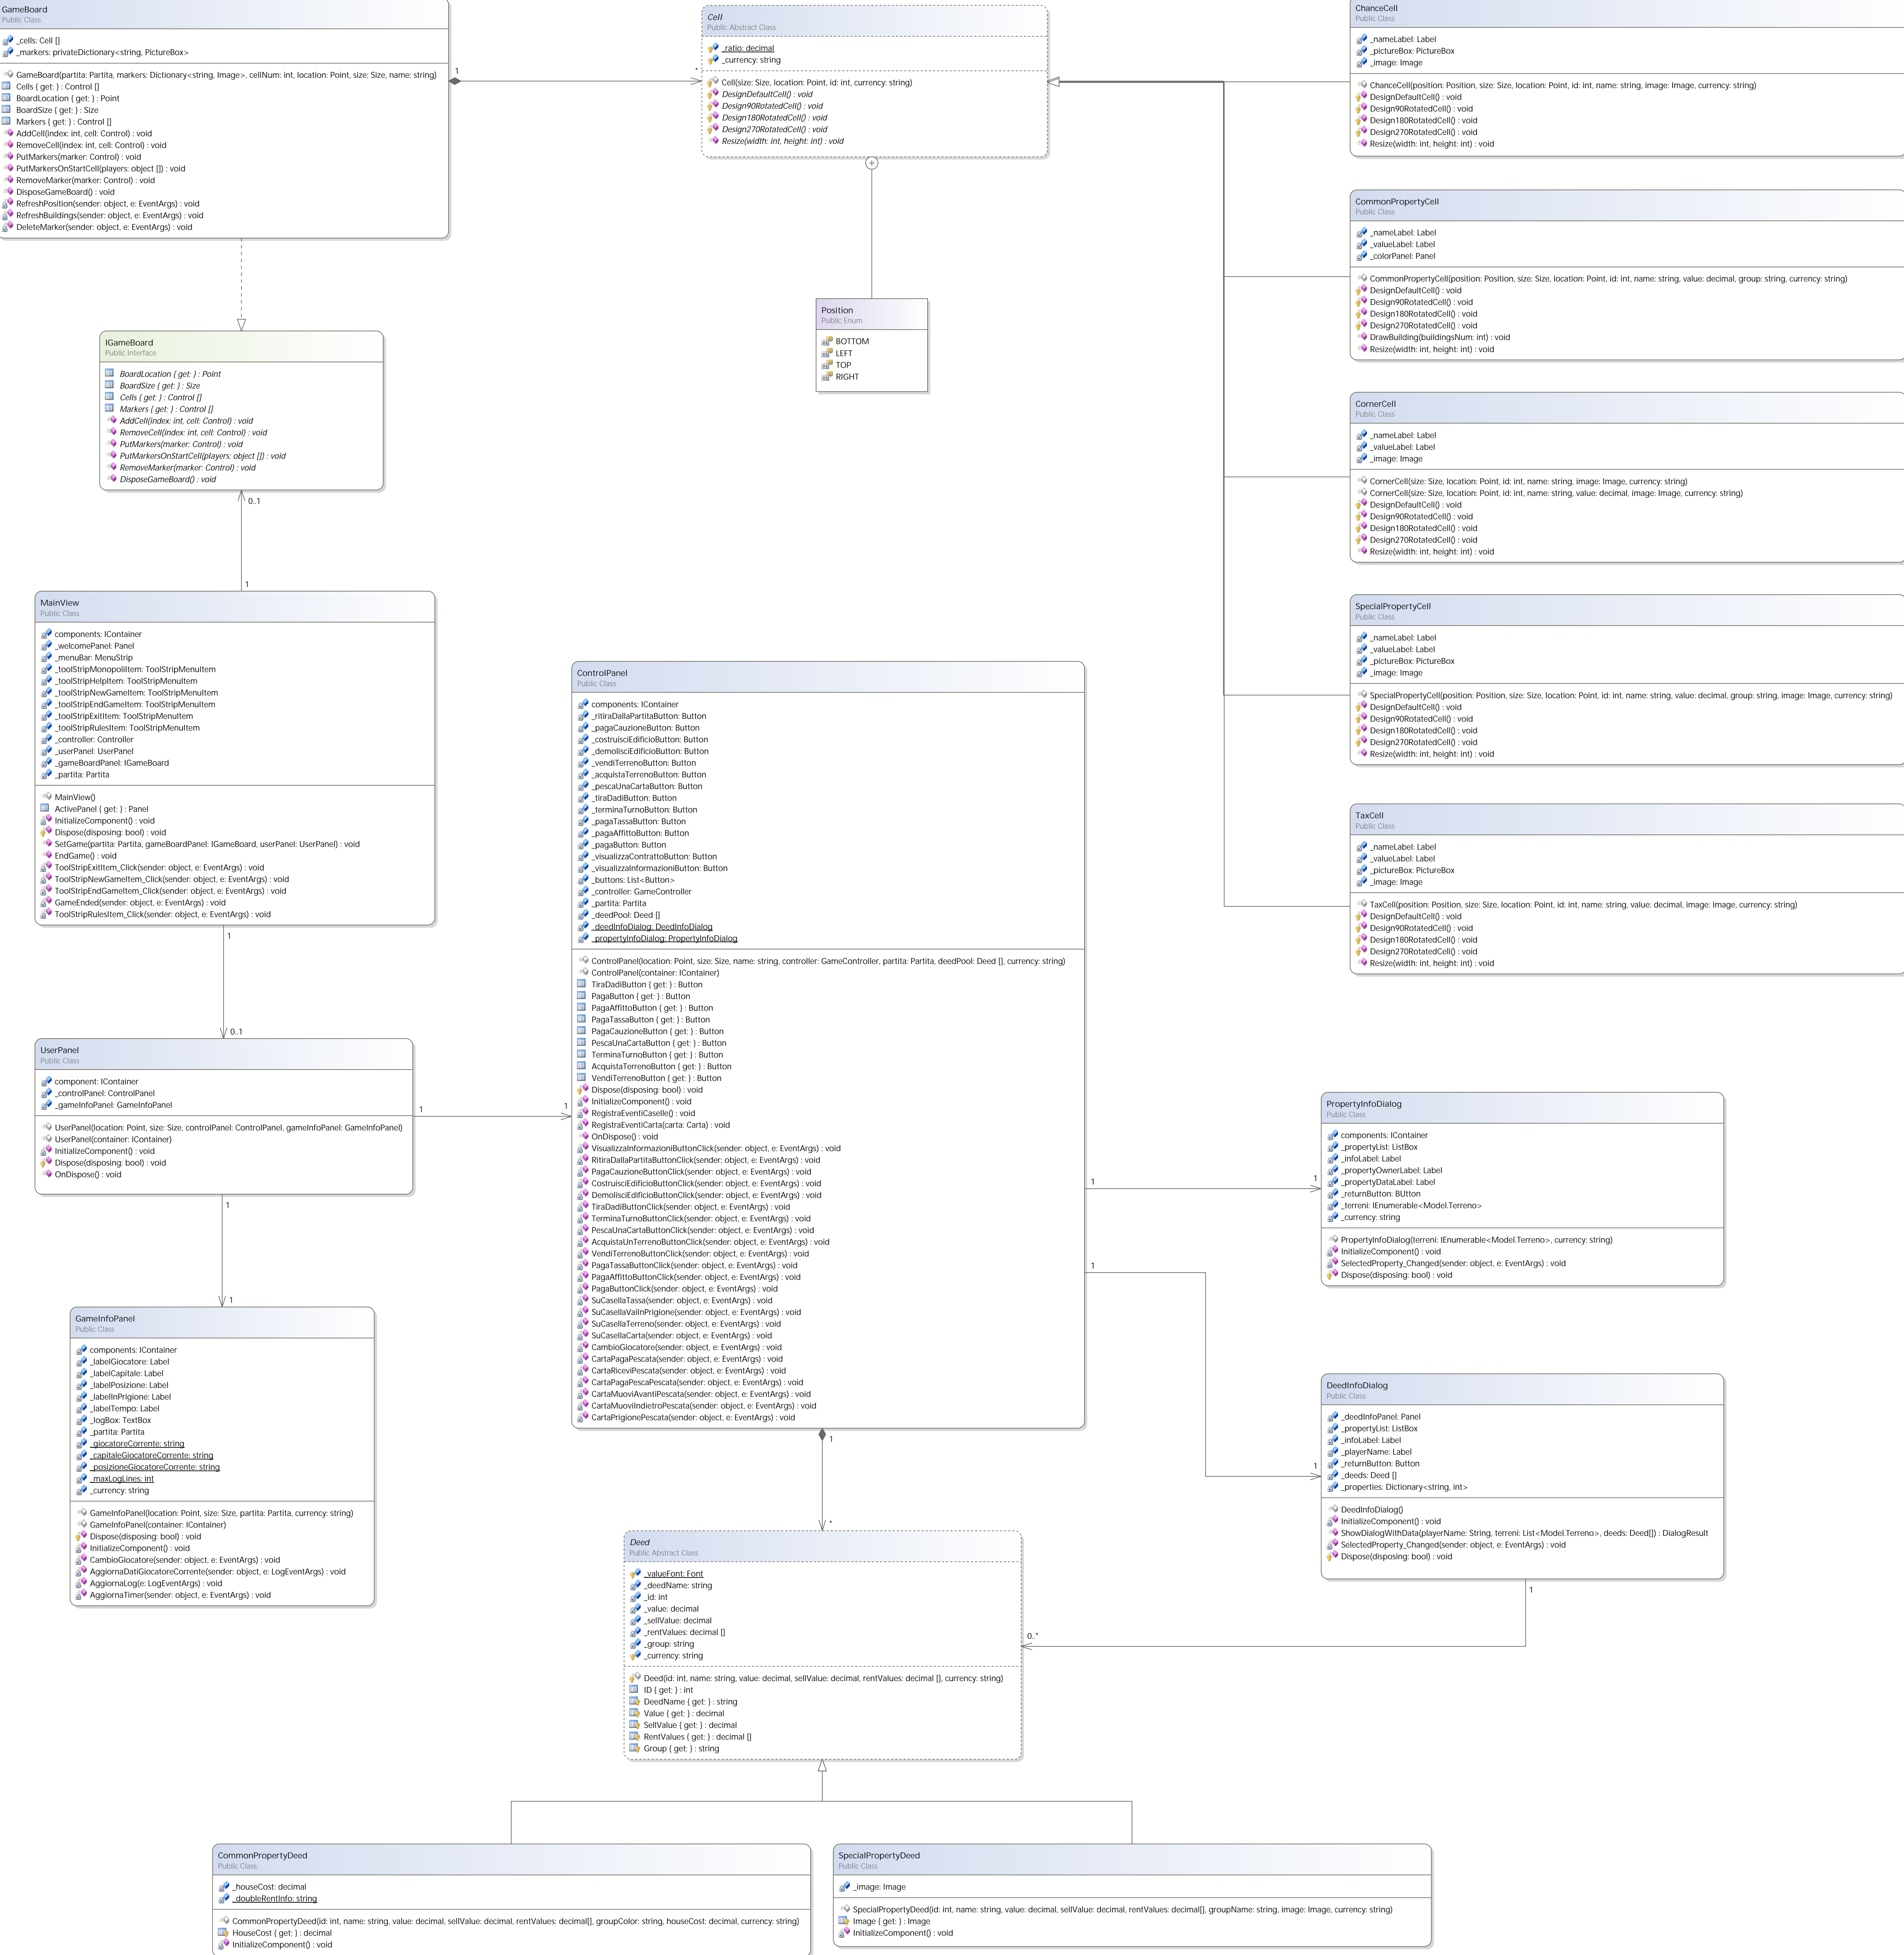 GameBoard
Public Class
_cells: Cell []
_markers: privateDictionary<string, PictureBox>
GameBoard(partita: Partita, markers: Dictionary<string, Image>, cellNum: int, location: Point, size: Size, name: string)
Cells { get; } : Control []
BoardLocation { get; } : Point
BoardSize { get; } : Size
Markers { get; } : Control []
AddCell(index: int, cell: Control) : void
RemoveCell(index: int, cell: Control) : void
PutMarkers(marker: Control) : void
PutMarkersOnStartCell(players: object []) : void
RemoveMarker(marker: Control) : void
DisposeGameBoard() : void
RefreshPosition(sender: object, e: EventArgs) : void
RefreshBuildings(sender: object, e: EventArgs) : void
DeleteMarker(sender: object, e: EventArgs) : void
1
*
Cell
Public Abstract Class
_ratio: decimal
_currency: string
Cell(size: Size, location: Point, id: int, currency: string)
DesignDefaultCell() : void
Design90RotatedCell() : void
Design180RotatedCell() : void
Design270RotatedCell() : void
Resize(width: int, height: int) : void
Position
Public Enum
BOTTOM
LEFT
TOP
RIGHT
ChanceCell
Public Class
_nameLabel: Label
_pictureBox: PictureBox
_image: Image
ChanceCell(position: Position, size: Size, location: Point, id: int, name: string, image: Image, currency: string)
DesignDefaultCell() : void
Design90RotatedCell() : void
Design180RotatedCell() : void
Design270RotatedCell() : void
Resize(width: int, height: int) : void
CommonPropertyCell
Public Class
_nameLabel: Label
_valueLabel: Label
_colorPanel: Panel
CommonPropertyCell(position: Position, size: Size, location: Point, id: int, name: string, value: decimal, group: string, currency: string)
DesignDefaultCell() : void
Design90RotatedCell() : void
Design180RotatedCell() : void
Design270RotatedCell() : void
DrawBuilding(buildingsNum: int) : void
Resize(width: int, height: int) : void
CornerCell
Public Class
_nameLabel: Label
_valueLabel: Label
_image: Image
CornerCell(size: Size, location: Point, id: int, name: string, image: Image, currency: string)
CornerCell(size: Size, location: Point, id: int, name: string, value: decimal, image: Image, currency: string)
DesignDefaultCell() : void
Design90RotatedCell() : void
Design180RotatedCell() : void
Design270RotatedCell() : void
Resize(width: int, height: int) : void
SpecialPropertyCell
Public Class
_nameLabel: Label
_valueLabel: Label
_pictureBox: PictureBox
_image: Image
SpecialPropertyCell(position: Position, size: Size, location: Point, id: int, name: string, value: decimal, group: string, image: Image, currency: string)
DesignDefaultCell() : void
Design90RotatedCell() : void
Design180RotatedCell() : void
Design270RotatedCell() : void
Resize(width: int, height: int) : void
TaxCell
Public Class
_nameLabel: Label
_valueLabel: Label
_pictureBox: PictureBox
_image: Image
TaxCell(position: Position, size: Size, location: Point, id: int, name: string, value: decimal, image: Image, currency: string)
DesignDefaultCell() : void
Design90RotatedCell() : void
Design180RotatedCell() : void
Design270RotatedCell() : void
Resize(width: int, height: int) : void
IGameBoard
Public Interface
BoardLocation { get; } : Point
BoardSize { get; } : Size
Cells { get; } : Control []
Markers { get; } : Control []
AddCell(index: int, cell: Control) : void
RemoveCell(index: int, cell: Control) : void
PutMarkers(marker: Control) : void
PutMarkersOnStartCell(players: object []) : void
RemoveMarker(marker: Control) : void
DisposeGameBoard() : void
0..1
1
MainView
Public Class
components: IContainer
_welcomePanel: Panel
_menuBar: MenuStrip
_toolStripMonopoliItem: ToolStripMenuItem
_toolStripHelpItem: ToolStripMenuItem
_toolStripNewGameItem: ToolStripMenuItem
_toolStripEndGameItem: ToolStripMenuItem
_toolStripExitItem: ToolStripMenuItem
_toolStripRulesItem: ToolStripMenuItem
_controller: Controller
_userPanel: UserPanel
_gameBoardPanel: IGameBoard
_partita: Partita
MainView()
ActivePanel { get; } : Panel
InitializeComponent() : void
Dispose(disposing: bool) : void
SetGame(partita: Partita, gameBoardPanel: IGameBoard, userPanel: UserPanel) : void
EndGame() : void
ToolStripExitItem_Click(sender: object, e: EventArgs) : void
ToolStripNewGameItem_Click(sender: object, e: EventArgs) : void
ToolStripEndGameItem_Click(sender: object, e: EventArgs) : void
GameEnded(sender: object, e: EventArgs) : void
ToolStripRulesItem_Click(sender: object, e: EventArgs) : void
1
0..1
UserPanel
Public Class
component: IContainer
_controlPanel: ControlPanel
_gameInfoPanel: GameInfoPanel
UserPanel(location: Point, size: Size, controlPanel: ControlPanel, gameInfoPanel: GameInfoPanel)
UserPanel(container: IContainer)
InitializeComponent() : void
Dispose(disposing: bool) : void
OnDispose() : void
1
1
1
1
GameInfoPanel
Public Class
components: IContainer
_labelGiocatore: Label
_labelCapitale: Label
_labelPosizione: Label
_labelInPrigione: Label
_labelTempo: Label
_logBox: TextBox
_partita: Partita
_giocatoreCorrente: string
_capitaleGiocatoreCorrente: string
_posizioneGiocatoreCorrente: string
_maxLogLines: int
_currency: string
GameInfoPanel(location: Point, size: Size, partita: Partita, currency: string)
GameInfoPanel(container: IContainer)
Dispose(disposing: bool) : void
InitializeComponent() : void
CambioGiocatore(sender: object, e: EventArgs) : void
AggiornaDatiGiocatoreCorrente(sender: object, e: LogEventArgs) : void
AggiornaLog(e: LogEventArgs) : void
AggiornaTimer(sender: object, e: EventArgs) : void
ControlPanel
Public Class
components: IContainer
_ritiraDallaPartitaButton: Button
_pagaCauzioneButton: Button
_costruisciEdificioButton: Button
_demolisciEdificioButton: Button
_vendiTerrenoButton: Button
_acquistaTerrenoButton: Button
_pescaUnaCartaButton: Button
_tiraDadiButton: Button
_terminaTurnoButton: Button
_pagaTassaButton: Button
_pagaAffittoButton: Button
_pagaButton: Button
_visualizzaContrattoButton: Button
_visualizzaInformazioniButton: Button
_buttons: List<Button>
_controller: GameController
_partita: Partita
_deedPool: Deed []
_deedInfoDialog: DeedInfoDialog
_propertyInfoDialog: PropertyInfoDialog
ControlPanel(location: Point, size: Size, name: string, controller: GameController, partita: Partita, deedPool: Deed [], currency: string)
ControlPanel(container: IContainer)
TiraDadiButton { get; } : Button
PagaButton { get; } : Button
PagaAffittoButton { get; } : Button
PagaTassaButton { get; } : Button
PagaCauzioneButton { get; } : Button
PescaUnaCartaButton { get; } : Button
TerminaTurnoButton { get; } : Button
AcquistaTerrenoButton { get; } : Button
VendiTerrenoButton { get; } : Button
Dispose(disposing: bool) : void
InitializeComponent() : void
RegistraEventiCaselle() : void
RegistraEventiCarta(carta: Carta) : void
OnDispose() : void
VisualizzaInformazioniButtonClick(sender: object, e: EventArgs) : void
RitiraDallaPartitaButtonClick(sender: object, e: EventArgs) : void
PagaCauzioneButtonClick(sender: object, e: EventArgs) : void
CostruisciEdificioButtonClick(sender: object, e: EventArgs) : void
DemolisciEdificioButtonClick(sender: object, e: EventArgs) : void
TiraDadiButtonClick(sender: object, e: EventArgs) : void
TerminaTurnoButtonClick(sender: object, e: EventArgs) : void
PescaUnaCartaButtonClick(sender: object, e: EventArgs) : void
AcquistaUnTerrenoButtonClick(sender: object, e: EventArgs) : void
VendiTerrenoButtonClick(sender: object, e: EventArgs) : void
PagaTassaButtonClick(sender: object, e: EventArgs) : void
PagaAffittoButtonClick(sender: object, e: EventArgs) : void
PagaButtonClick(sender: object, e: EventArgs) : void
SuCasellaTassa(sender: object, e: EventArgs) : void
SuCasellaVaiInPrigione(sender: object, e: EventArgs) : void
SuCasellaTerreno(sender: object, e: EventArgs) : void
SuCasellaCarta(sender: object, e: EventArgs) : void
CambioGiocatore(sender: object, e: EventArgs) : void
CartaPagaPescata(sender: object, e: EventArgs) : void
CartaRiceviPescata(sender: object, e: EventArgs) : void
CartaPagaPescaPescata(sender: object, e: EventArgs) : void
CartaMuoviAvantiPescata(sender: object, e: EventArgs) : void
CartaMuoviIndietroPescata(sender: object, e: EventArgs) : void
CartaPrigionePescata(sender: object, e: EventArgs) : void
1
1
1
1
1
*
PropertyInfoDialog
Public Class
components: IContainer
_propertyList: ListBox
_infoLabel: Label
_propertyOwnerLabel: Label
_propertyDataLabel: Label
_returnButton: BUtton
_terreni: IEnumerable<Model.Terreno>
_currency: string
PropertyInfoDialog(terreni: IEnumerable<Model.Terreno>, currency: string)
InitializeComponent() : void
SelectedProperty_Changed(sender: object, e: EventArgs) : void
Dispose(disposing: bool) : void
DeedInfoDialog
Public Class
_deedInfoPanel: Panel
_propertyList: ListBox
_infoLabel: Label
_playerName: Label
_returnButton: Button
_deeds: Deed []
_properties: Dictionary<string, int>
DeedInfoDialog()
InitializeComponent() : void
ShowDialogWithData(playerName: String, terreni: List<Model.Terreno>, deeds: Deed[]) : DialogResult
SelectedProperty_Changed(sender: object, e: EventArgs) : void
Dispose(disposing: bool) : void
1
0..*
Deed
Public Abstract Class
_valueFont: Font
_deedName: string
_id: int
_value: decimal
_sellValue: decimal
_rentValues: decimal []
_group: string
_currency: string
Deed(id: int, name: string, value: decimal, sellValue: decimal, rentValues: decimal [], currency: string)
ID { get; } : int
DeedName { get; } : string
Value { get; } : decimal
SellValue { get; } : decimal
RentValues { get; } : decimal []
Group { get; } : string
CommonPropertyDeed
Public Class
_houseCost: decimal
_doubleRentInfo: string
CommonPropertyDeed(id: int, name: string, value: decimal, sellValue: decimal, rentValues: decimal[], groupColor: string, houseCost: decimal, currency: string)
HouseCost { get; } : decimal
InitializeComponent() : void
SpecialPropertyDeed
Public Class
_image: Image
SpecialPropertyDeed(id: int, name: string, value: decimal, sellValue: decimal, rentValues: decimal[], groupName: string, image: Image, currency: string)
Image { get; } : Image
InitializeComponent() : void